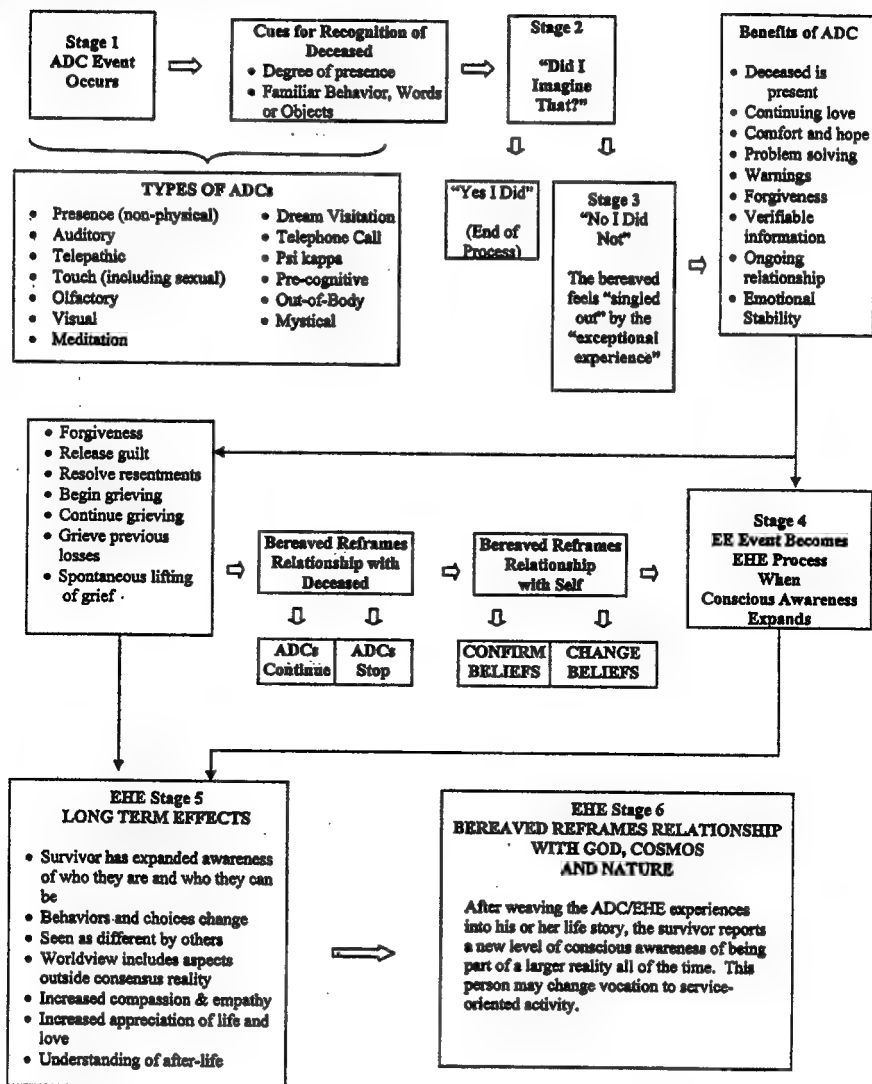 Stage 1
ADC Event
Occurs
Cues for Recognition of
Deceased
• Degree of presence
• Familiar Behavior, Words
or Objects
Stage 2
"Did I
Imagine
That?"
Benefits of ADC
• Deceased is
present
• Continuing love
• Comfort and hope
• Problem solving
• Warnings
• Forgiveness
• Verifiable
information
• Ongoing
relationship
• Emotional
Stability
TYPES OF ADCs
• Presence (non-physical)
• Auditory
• Telepathic
• Touch (including sexual)
• Olfactory
• Visual
• Meditation
• Dream Visitation
• Telephone Call
• Psi kappa
• Pre-cognitive
• Out-of-Body
• Mystical
"Yes I Did"
(End of
Process)
Stage 3
"No I Did
Not"
The bereaved
feels "singled
out" by the
"exceptional
experience"
• Forgiveness
• Release guilt
• Resolve resentments
• Begin grieving
• Continue grieving
• Grieve previous
losses
• Spontaneous lifting
of grief
Bereaved Reframes
Relationship with
Deceased
ADCs
Continue
ADCs
Stop
Bereaved Reframes
Relationship
with Self
CONFIRM
BELIEFS
CHANGE
BELIEFS
Stage 4
EE Event Becomes
EHE Process
When
Conscious Awareness
Expands
EHE Stage 5
LONG TERM EFFECTS
• Survivor has expanded awareness
of who they are and who they can
be
• Behaviors and choices change
• Seen as different by others
• Worldview includes aspects
outside consensus reality
• Increased compassion & empathy
• Increased appreciation of life and
love
• Understanding of after-life
EHE Stage 6
BEREAVED REFRAMES RELATIONSHIP
WITH GOD, COSMOS
AND NATURE
After weaving the ADC/EHE experiences
into his or her life story, the survivor reports
a new level of conscious awareness of being
part of a larger reality all of the time. This
person may change vocation to service-
oriented activity.